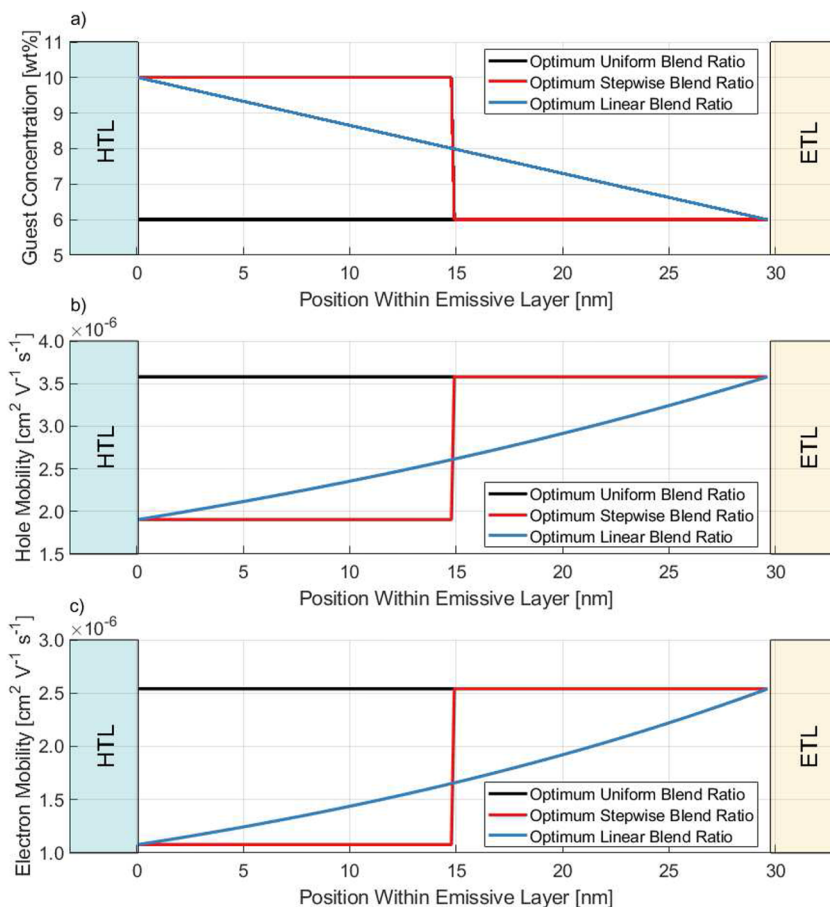 a)
Guest Concentration [wt%]
11
10
9
8
7
6
5
HTL
Optimum Uniform Blend Ratio
Optimum Stepwise Blend Ratio
Optimum Linear Blend Ratio
ETL
0 5 10 15 20 25 30
Position Within Emissive Layer [nm]
b)
×10⁻⁶
Hole Mobility [cm² V⁻¹ s⁻¹]
4.0
3.5
3.0
2.5
2.0
1.5
HTL
Optimum Uniform Blend Ratio
Optimum Stepwise Blend Ratio
Optimum Linear Blend Ratio
ETL
0 5 10 15 20 25 30
Position Within Emissive Layer [nm]
c)
×10⁻⁶
Electron Mobility [cm² V⁻¹ s⁻¹]
3.0
2.5
2.0
1.5
1.0
HTL
Optimum Uniform Blend Ratio
Optimum Stepwise Blend Ratio
Optimum Linear Blend Ratio
ETL
0 5 10 15 20 25 30
Position Within Emissive Layer [nm]